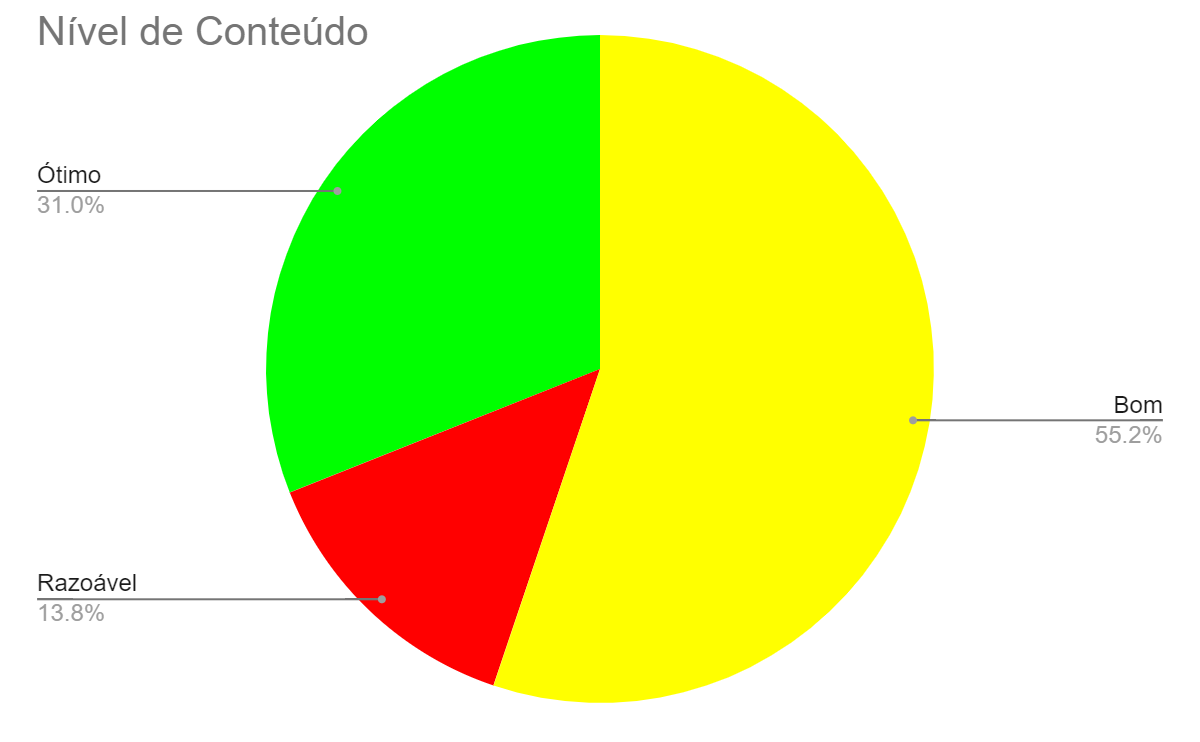 Nível de Conteúdo
Ótimo
31.0%
Bom
55.2%
Razoável
13.8%